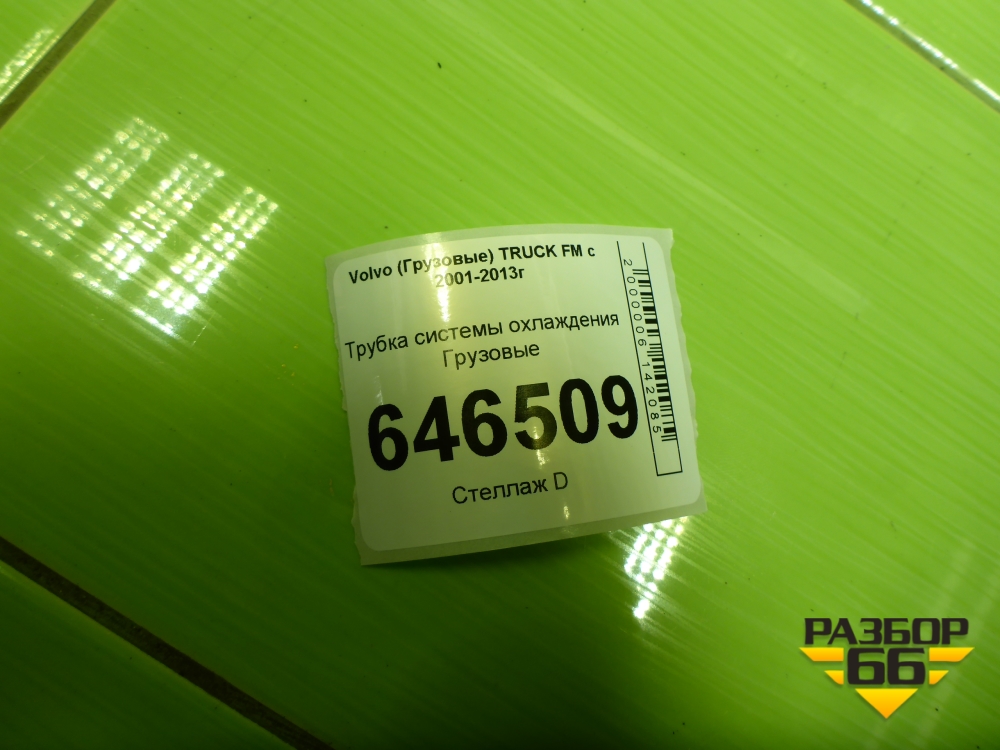 Volvo (Грузовые) TRUCK FM с
2001-2013г
Трубка системы охлаждения
Грузовые
646509
Стеллаж D
2000006142085
РАЗБОР
66